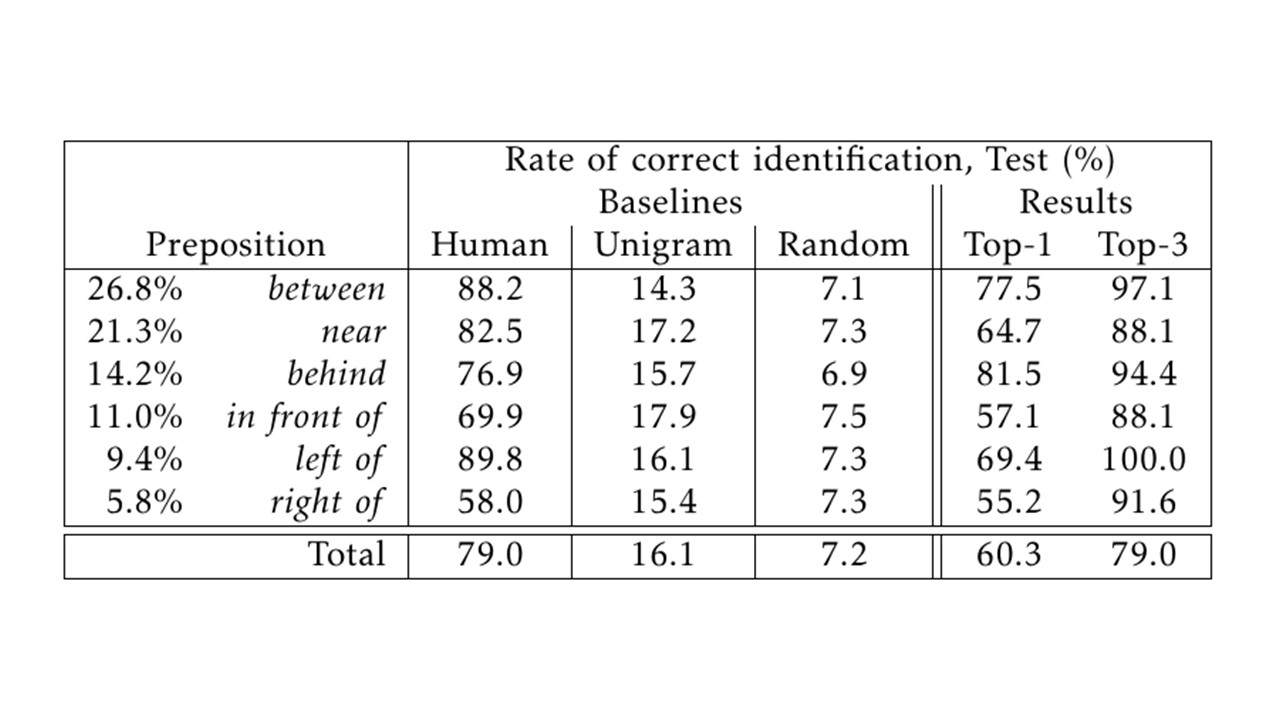 Rate of correct identification, Test (%)
Baselines Results
Preposition Human Unigram Random Top-1 Top-3
26.8% between 88.2 14.3 7.1 77.5 97.1
21.3% near 82.5 17.2 7.3 64.7 88.1
14.2% behind 76.9 15.7 6.9 81.5 94.4
11.0% in front of 69.9 17.9 7.5 57.1 88.1
9.4% left of 89.8 16.1 7.3 69.4 100.0
5.8% right of 58.0 15.4 7.3 55.2 91.6
Total 79.0 16.1 7.2 60.3 79.0